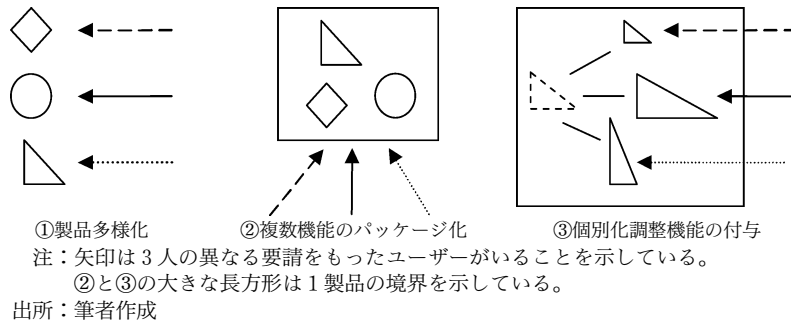 ①製品多様化
②複数機能のパッケージ化
③個別化調整機能の付与
注：矢印は3人の異なる要請をもったユーザーがいることを示している。
②と③の大きな長方形は1製品の境界を示している。
出所：筆者作成